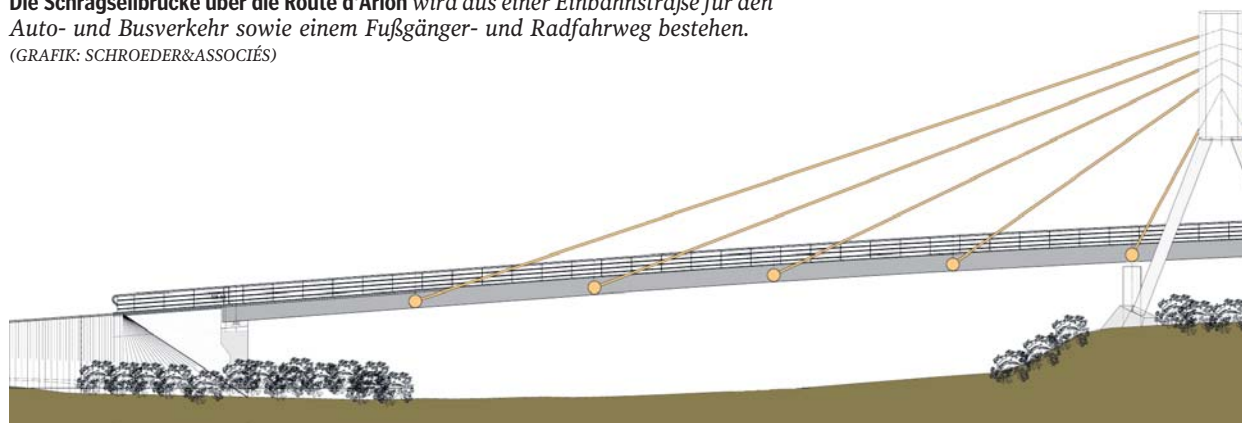 Die Schrägseilbrücke über die Route d'Arlon wird aus einer Einbahnstraße für den
Auto- und Busverkehr sowie einem Fußgänger- und Radfahrweg bestehen.
(GRAFIK: SCHROEDER&ASSOCIÉS)